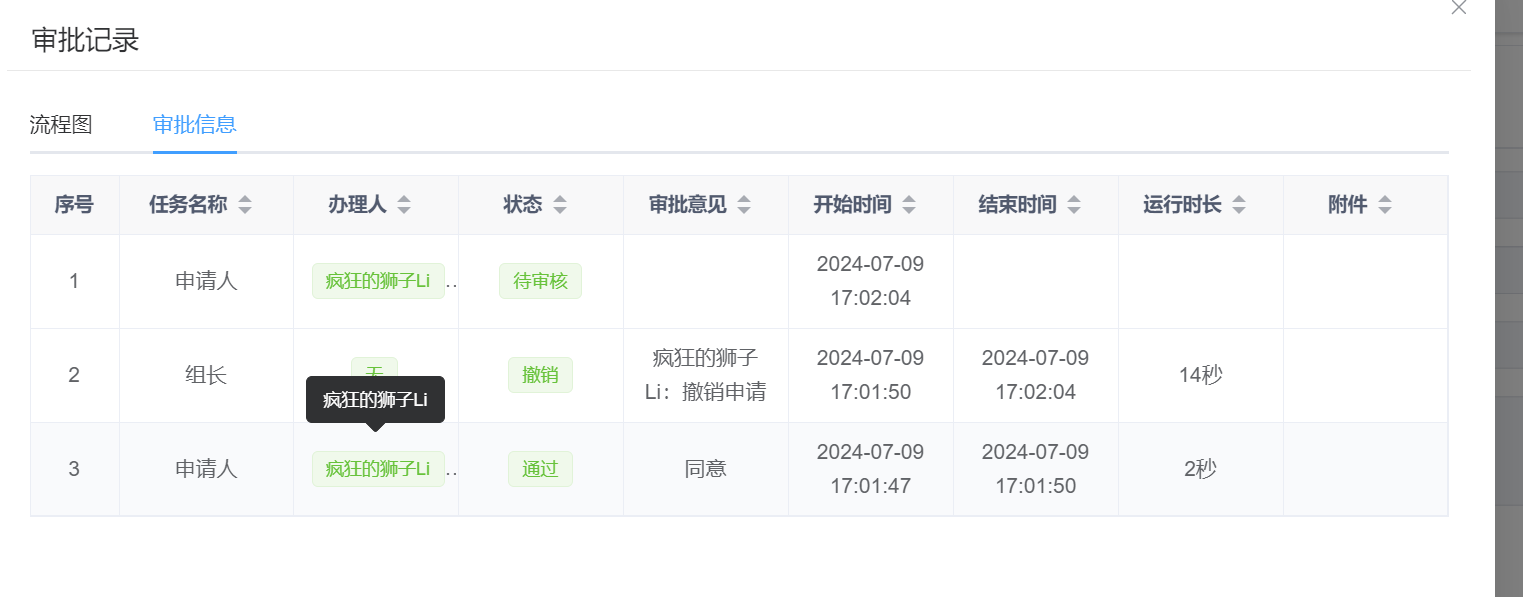 审批记录
流程图 审批信息
序号 任务名称 办理人 状态 审批意见 开始时间 结束时间 运行时长 附件
1 申请人 疯狂的狮子Li .. 待审核 2024-07-09
17:02:04
2 组长 无 撤销 疯狂的狮子 2024-07-09 2024-07-09 14秒
Li：撤销申请 17:01:50 17:02:04
疯狂的狮子Li
3 申请人 疯狂的狮子Li .. 通过 同意 2024-07-09 2024-07-09 2秒
17:01:47 17:01:50